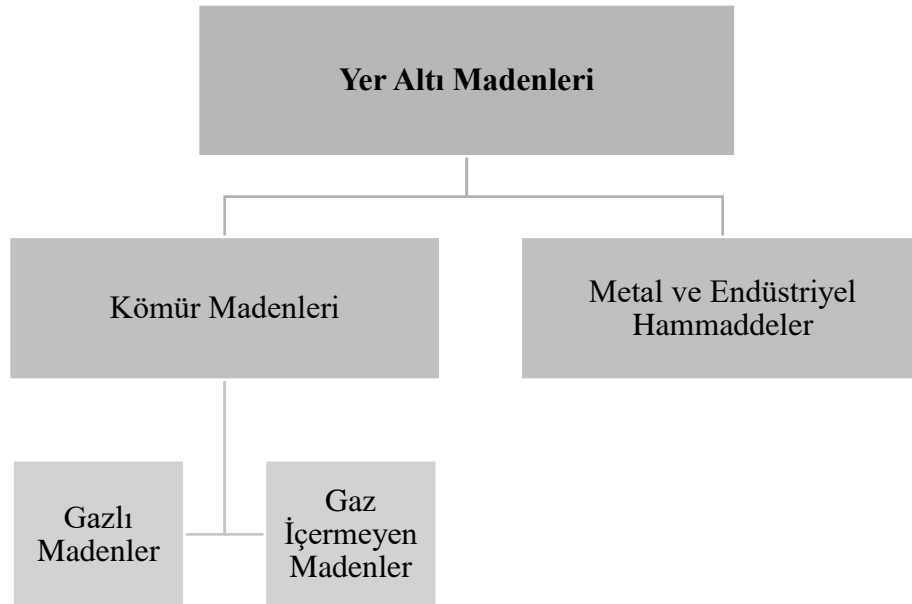 Yer Altı Madenleri
Kömür Madenleri
Metal ve Endüstriyel
Hammaddeler
Gazlı
Madenler
Gaz
İçermeyen
Madenler